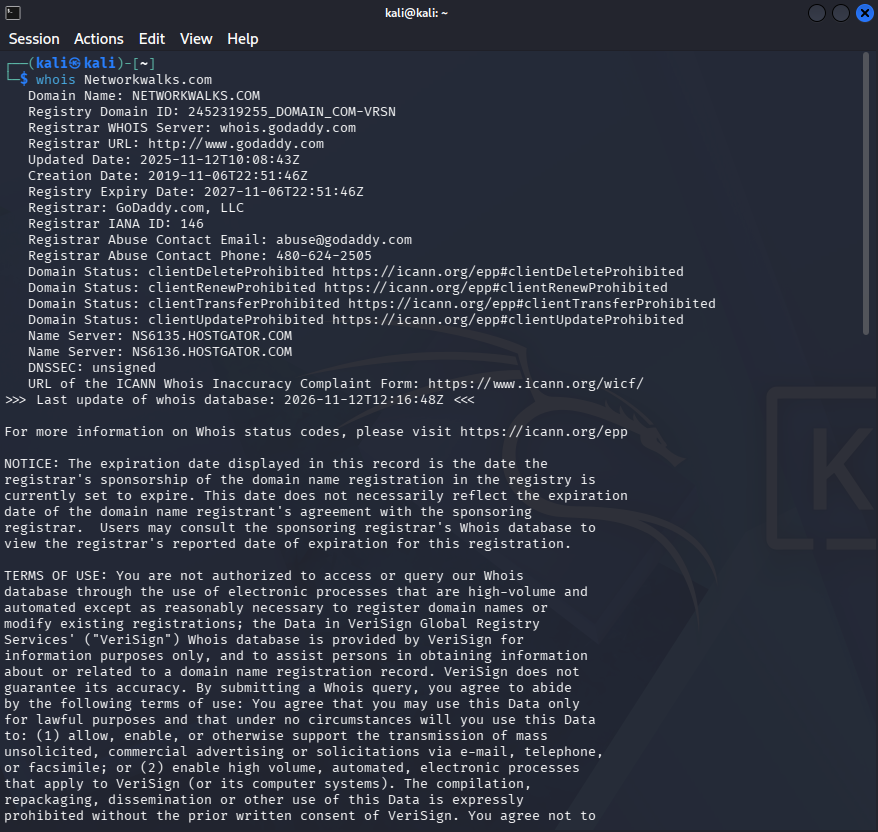 kali@kali: ~
Session Actions Edit View Help
┌──(kali㉿kali)-[~]
└─$ whois Networkwalks.com
Domain Name: NETWORKWALKS.COM
Registry Domain ID: 2452319255_DOMAIN_COM-VRSN
Registrar WHOIS Server: whois.godaddy.com
Registrar URL: http://www.godaddy.com
Updated Date: 2025-11-12T10:08:43Z
Creation Date: 2019-11-06T22:51:46Z
Registry Expiry Date: 2027-11-06T22:51:46Z
Registrar: GoDaddy.com, LLC
Registrar IANA ID: 146
Registrar Abuse Contact Email: abuse@godaddy.com
Registrar Abuse Contact Phone: 480-624-2505
Domain Status: clientDeleteProhibited https://icann.org/epp#clientDeleteProhibited
Domain Status: clientRenewProhibited https://icann.org/epp#clientRenewProhibited
Domain Status: clientTransferProhibited https://icann.org/epp#clientTransferProhibited
Domain Status: clientUpdateProhibited https://icann.org/epp#clientUpdateProhibited
Name Server: NS6135.HOSTGATOR.COM
Name Server: NS6136.HOSTGATOR.COM
DNSSEC: unsigned
URL of the ICANN Whois Inaccuracy Complaint Form: https://www.icann.org/wicf/
>>> Last update of whois database: 2026-11-12T12:16:48Z <<<
For more information on Whois status codes, please visit https://icann.org/epp
NOTICE: The expiration date displayed in this record is the date the
registrar's sponsorship of the domain name registration in the registry is
currently set to expire. This date does not necessarily reflect the expiration
date of the domain name registrant's agreement with the sponsoring
registrar.  Users may consult the sponsoring registrar's Whois database to
view the registrar's reported date of expiration for this registration.
TERMS OF USE: You are not authorized to access or query our Whois
database through the use of electronic processes that are high-volume and
automated except as reasonably necessary to register domain names or
modify existing registrations; the Data in VeriSign Global Registry
Services' ("VeriSign") Whois database is provided by VeriSign for
information purposes only, and to assist persons in obtaining information
about or related to a domain name registration record. VeriSign does not
guarantee its accuracy. By submitting a Whois query, you agree to abide
by the following terms of use: You agree that you may use this Data only
for lawful purposes and that under no circumstances will you use this Data
to: (1) allow, enable, or otherwise support the transmission of mass
unsolicited, commercial advertising or solicitations via e-mail, telephone,
or facsimile; or (2) enable high volume, automated, electronic processes
that apply to VeriSign (or its computer systems). The compilation,
repackaging, dissemination or other use of this Data is expressly
prohibited without the prior written consent of VeriSign. You agree not to
K